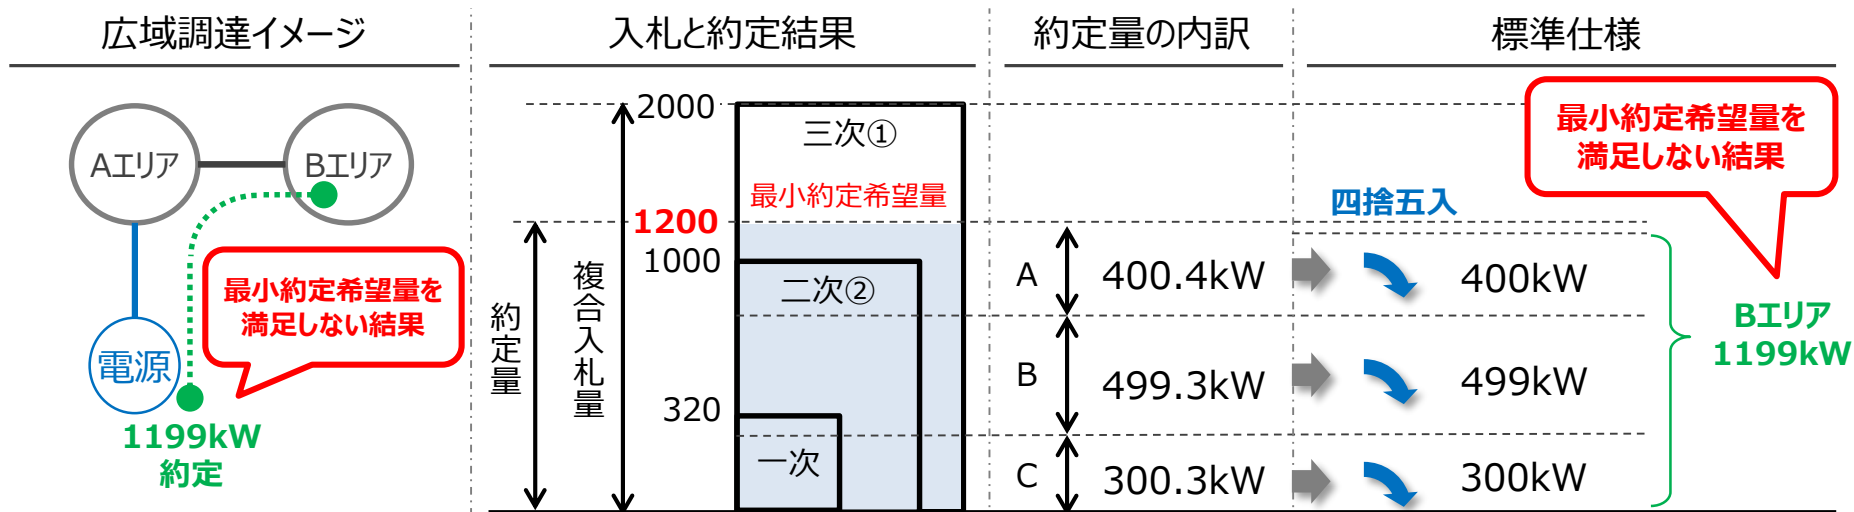 広域調達イメージ
入札と約定結果
約定量の内訳
標準仕様
Aエリア
Bエリア
電源
最小約定希望量を
満足しない結果
1199kW
約定
約定量
複合入札量
2000
1200
1000
320
三次①
最小約定希望量
二次②
一次
A
400.4kW
B
499.3kW
C
300.3kW
四捨五入
400kW
499kW
300kW
最小約定希望量を
満足しない結果
Bエリア
1199kW